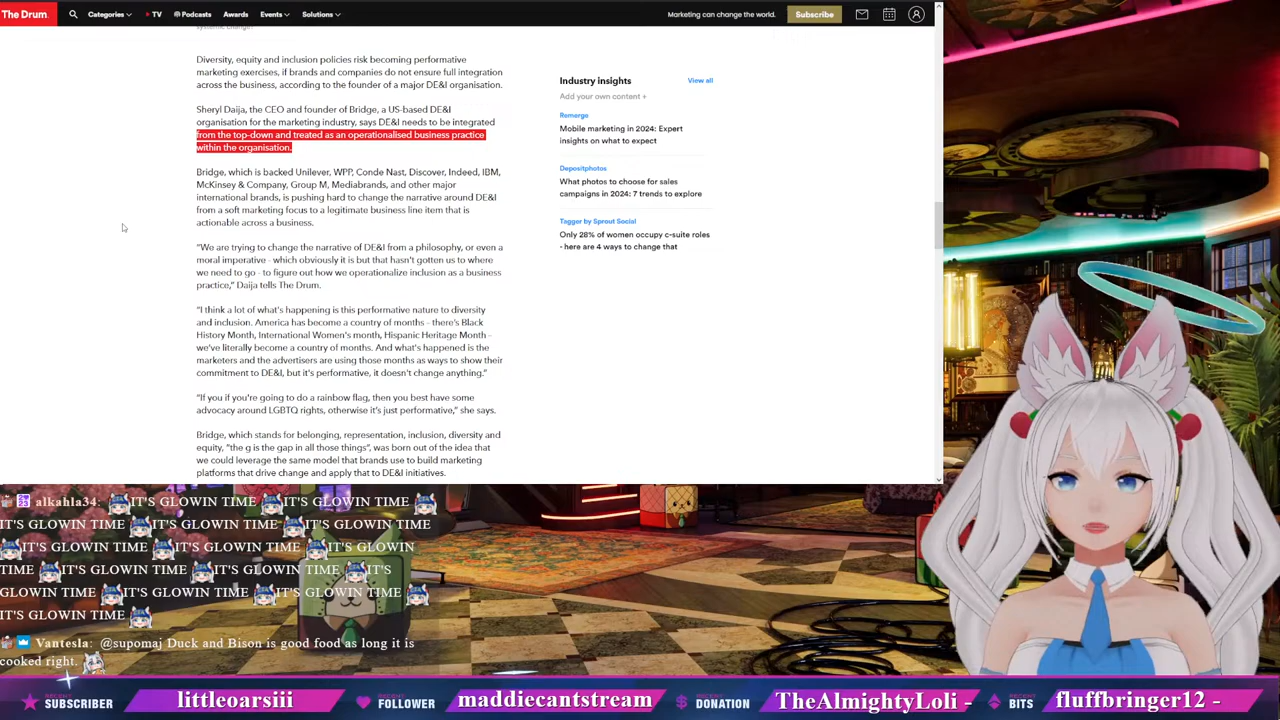 The Drum.
Categories
TV
Podcasts
Awards
Events
Solutions
Marketing can change the world.
Subscribe
Diversity, equity and inclusion policies risk becoming performative
marketing exercises, if brands and companies do not ensure full integration
across the business, according to the founder of a major DE&I organisation.
Sheryl Daija, the CEO and founder of Bridge, a US-based DE&I
organisation for the marketing industry, says DE&I needs to be integrated
from the top-down and treated as an operationalised business practice
within the organisation.
Bridge, which is backed Unilever, WPP, Conde Nast, Discover, Indeed, IBM,
McKinsey & Company, Group M, Mediabrands, and other major
international brands, is pushing hard to change the narrative around DE&I
from a soft marketing focus to a legitimate business line item that is
actionable across a business.
"We are trying to change the narrative of DE&I from a philosophy, or even a
moral imperative - which obviously it is but that hasn't gotten us to where
we need to go - to figure out how we operationalize inclusion as a business
practice," Daija tells The Drum.
"I think a lot of what's happening is this performative nature to diversity
and inclusion. America has become a country of months - there's Black
History Month, International Women's month, Hispanic Heritage Month -
we've literally become a country of months. And what's happened is the
marketers and the advertisers are using those months as ways to show their
commitment to DE&I, but it's performative, it doesn't change anything."
"If you if you're going to do a rainbow flag, then you best have some
advocacy around LGBTQ rights, otherwise it's just performative," she says.
Bridge, which stands for belonging, representation, inclusion, diversity and
equity, "the g is the gap in all those things", was born out of the idea that
we could leverage the same model that brands use to build marketing
platforms that drive change and apply that to DE&I initiatives.
Industry insights
View all
Add your own content +
Remerge
Mobile marketing in 2024: Expert
insights on what to expect
Depositphotos
What photos to choose for sales
campaigns in 2024: 7 trends to explore
Tagger by Sprout Social
Only 28% of women occupy c-suite roles
- here are 4 ways to change that
alkahla34: IT'S GLOWIN TIME IT'S GLOWIN TIME
IT'S GLOWIN TIME IT'S GLOWIN TIME IT'S GLOWIN TIME
IT'S GLOWIN TIME IT'S GLOWIN TIME IT'S GLOWIN
TIME IT'S GLOWIN TIME IT'S GLOWIN TIME IT'S
GLOWIN TIME IT'S GLOWIN TIME IT'S GLOWIN TIME
IT'S GLOWIN TIME
Vantesla: @supomaj Duck and Bison is good food as long it is
cooked right.
RECENT SUBSCRIBER littleoarsiii
RECENT FOLLOWER maddiecantstream
RECENT DONATION TheAlmightyLoli -
RECENT BITS fluffbringer12 -